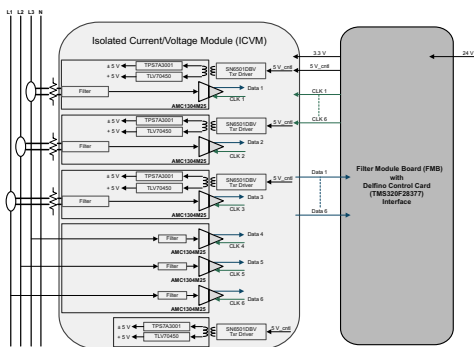 L1 L2 L3 N
Isolated Current/Voltage Module (ICVM)
± 5 V
TPS7A3001
+ 5 V
TLV70450
SN6501DBV
Txr Driver
5 V_cntl
Filter
Data 1
CLK 1
AMC1304M25
± 5 V
TPS7A3001
+ 5 V
TLV70450
SN6501DBV
Txr Driver
5 V_cntl
Filter
Data 2
CLK 2
AMC1304M25
± 5 V
TPS7A3001
+ 5 V
TLV70450
SN6501DBV
Txr Driver
5 V_cntl
Filter
Data 3
CLK 3
AMC1304M25
Filter
Data 4
CLK 4
AMC1304M25
Filter
Data 5
CLK 5
AMC1304M25
Filter
Data 6
CLK 6
AMC1304M25
± 5 V
TPS7A3001
+ 5 V
TLV70450
SN6501DBV
Txr Driver
5 V_cntl
3.3 V
5 V_cntl
CLK 1
CLK 6
Data 1
Data 6
24 V
Filter Module Board (FMB)
with
Delfino Control Card
(TMS320F28377)
Interface